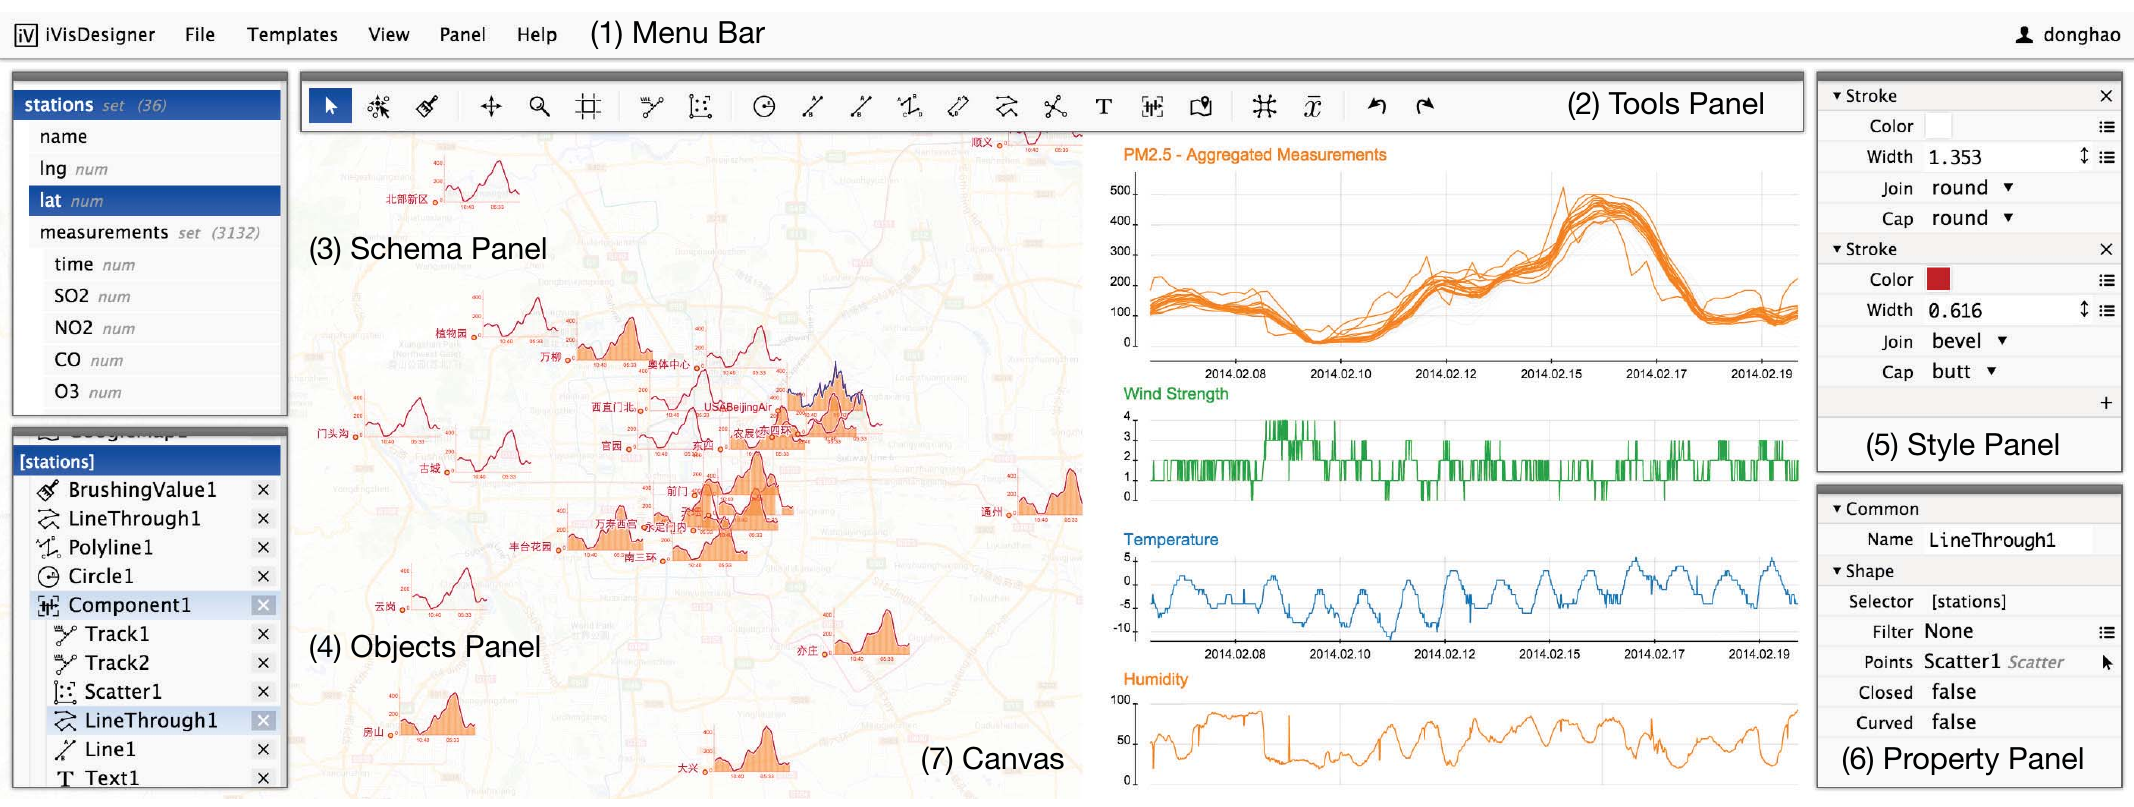 iV iVisDesigner File Templates View Panel Help (1) Menu Bar donghao
stations set (36)
name
lng num
lat num
measurements set (3132)
time num
SO2 num
NO2 num
CO num
O3 num
[stations]
BrushingValue1
LineThrough1
Polyline1
Circle1
Component1
Track1
Track2
Scatter1
LineThrough1
Line1
Text1
(2) Tools Panel
(3) Schema Panel
(4) Objects Panel
(7) Canvas
顺义
北部新区
植物园
万柳
奥体中心
西直门北
USABeijingAir
门头沟
官园
东四
农展馆
东四环
古城
前门
通州
万寿西宫
永定门内
丰台花园
南三环
云岗
亦庄
房山
大兴
PM2.5 - Aggregated Measurements
500
400
300
200
100
0
2014.02.08 2014.02.10 2014.02.12 2014.02.15 2014.02.17 2014.02.19
Wind Strength
4
3
2
1
0
Temperature
5
0
-5
-10
2014.02.08 2014.02.10 2014.02.12 2014.02.15 2014.02.17 2014.02.19
Humidity
100
50
0
Stroke
Color
Width 1.353
Join round
Cap round
Stroke
Color
Width 0.616
Join bevel
Cap butt
(5) Style Panel
Common
Name LineThrough1
Shape
Selector [stations]
Filter None
Points Scatter1 Scatter
Closed false
Curved false
(6) Property Panel